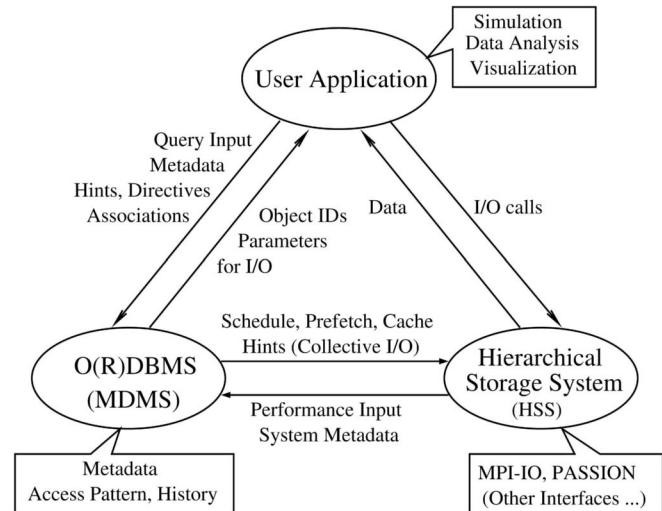 Simulation
Data Analysis
Visualization
User Application
Query Input
Metadata
Hints, Directives
Associations
Object IDs
Parameters
for I/O
Data
I/O calls
Schedule, Prefetch, Cache
Hints (Collective I/O)
O(R)DBMS
(MDMS)
Hierarchical
Storage System
(HSS)
Performance Input
System Metadata
Metadata
Access Pattern, History
MPI-IO, PASSION
(Other Interfaces ...)